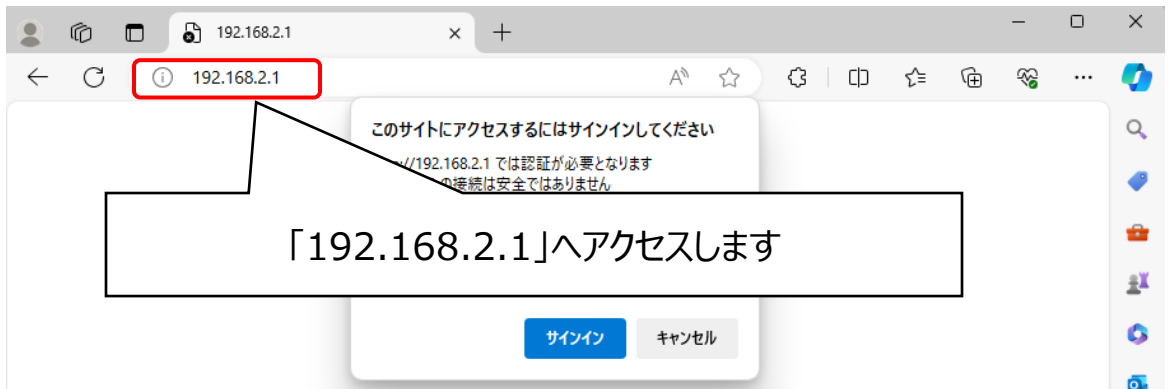 192.168.2.1
192.168.2.1
このサイトにアクセスするにはサインインしてください
//192.168.2.1 では認証が必要となります
の接続は安全ではありません
「192.168.2.1」へアクセスします
サインイン
キャンセル